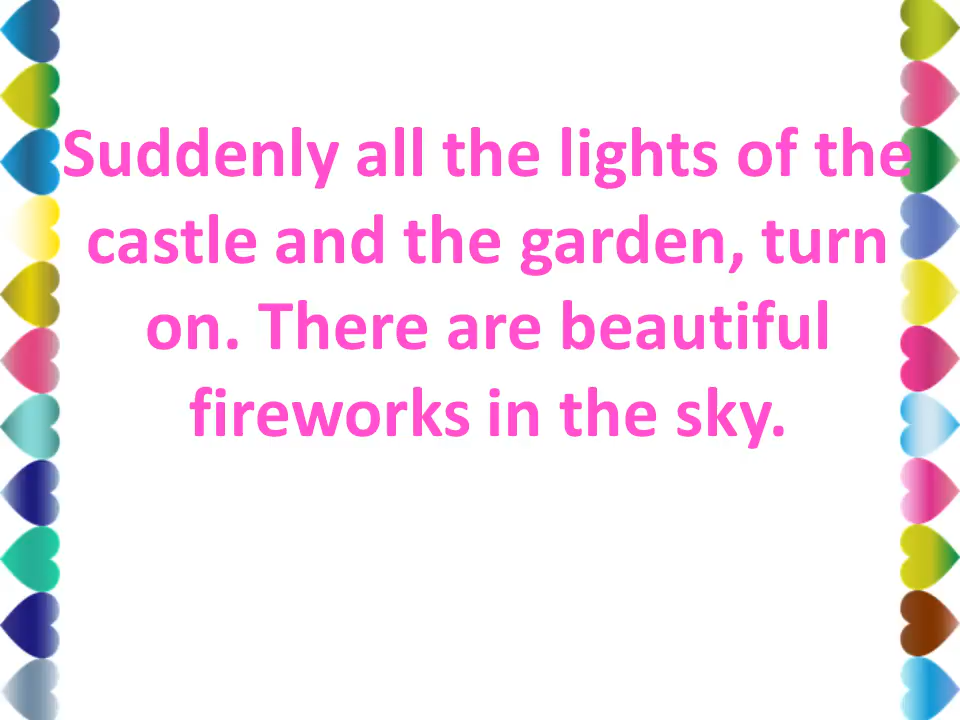 Suddenly all the lights of the
castle and the garden, turn
on. There are beautiful
fireworks in the sky.